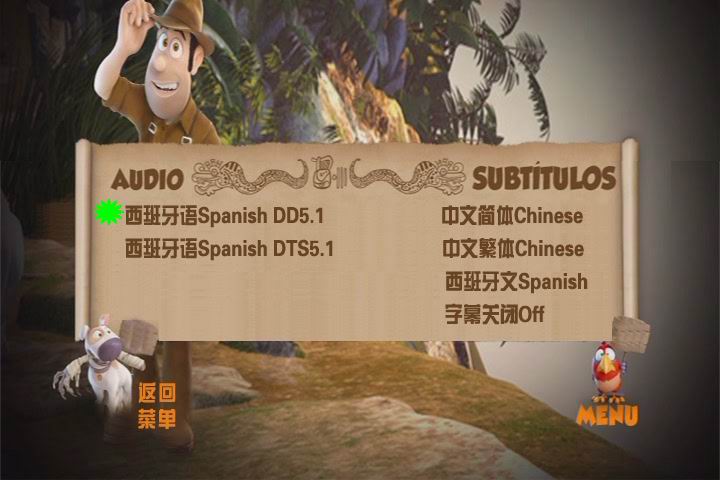 AUDIO
SUBTÍTULOS
西班牙语Spanish DD5.1
中文简体Chinese
西班牙语Spanish DTS5.1
中文繁体Chinese
西班牙文Spanish
字幕关闭Off
返回
菜单
MENU